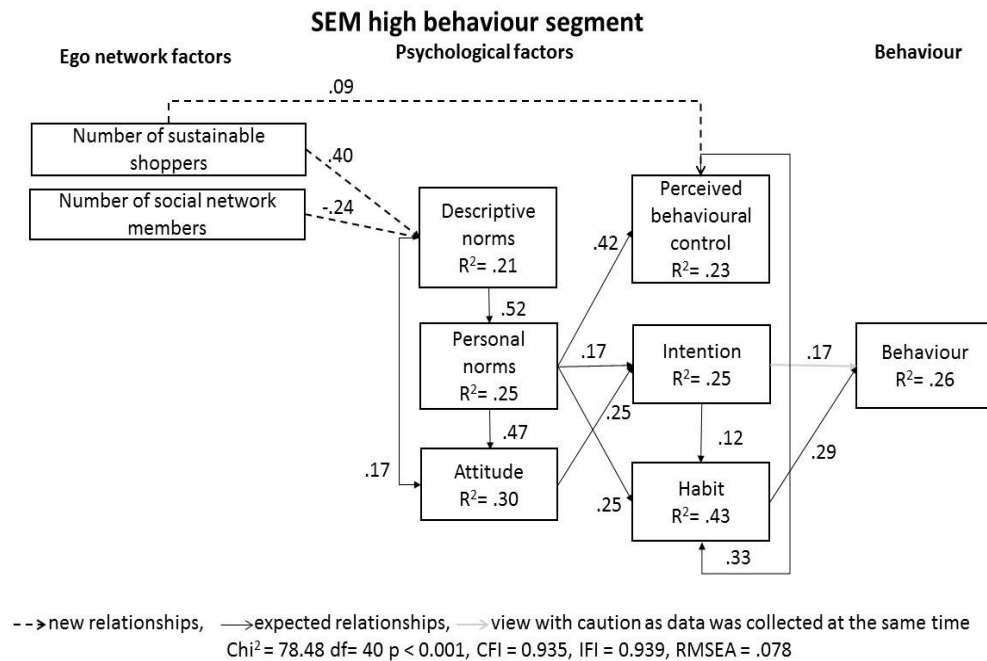 SEM high behaviour segment
Ego network factors
Psychological factors
Behaviour
.09
Number of sustainable
shoppers
.40
Number of social network
members
-.24
Descriptive
norms
R²= .21
Perceived
behavioural
control
R²= .23
.42
.52
Personal
norms
R²= .25
.17
Intention
R²= .25
.17
Behaviour
R²= .26
.25
.47
.12
.29
.17
Attitude
R²= .30
.25
Habit
R²= .43
.33
new relationships,
expected relationships,
view with caution as data was collected at the same time
Chi² = 78.48 df= 40 p < 0.001, CFI = 0.935, IFI = 0.939, RMSEA = .078